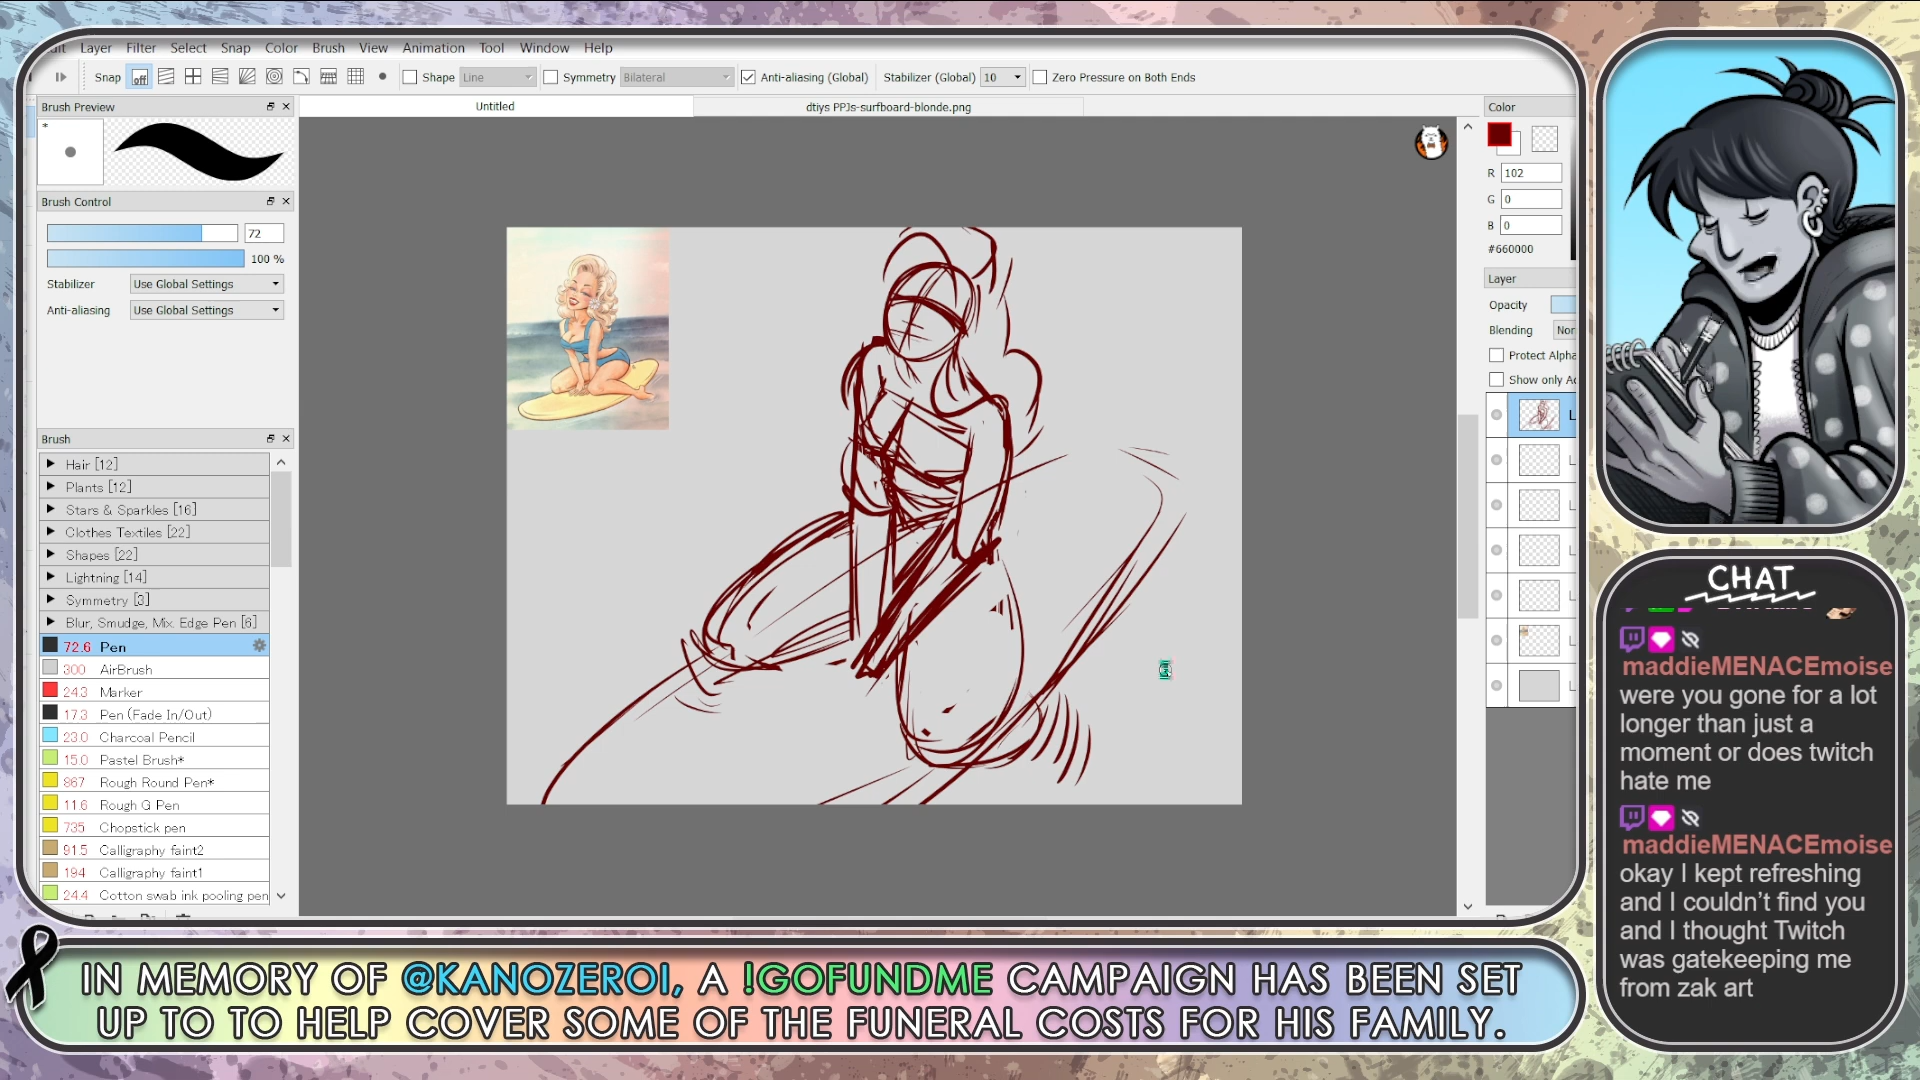 Layer Filter Select Snap Color Brush View Animation Tool Window Help
Snap off Shape Line Symmetry Bilateral Anti-aliasing (Global) Stabilizer (Global) 10 Zero Pressure on Both Ends
Brush Preview
Untitled
dtiys PPJs-surfboard-blonde.png
*
Brush Control
72
100 %
Stabilizer Use Global Settings
Anti-aliasing Use Global Settings
Brush
Hair [12]
Plants [12]
Stars & Sparkles [16]
Clothes Textiles [22]
Shapes [22]
Lightning [14]
Symmetry [3]
Blur, Smudge, Mix. Edge Pen [6]
72.6 Pen
300 AirBrush
24.3 Marker
17.3 Pen (Fade In/Out)
23.0 Charcoal Pencil
15.0 Pastel Brush*
867 Rough Round Pen*
11.6 Rough G Pen
735 Chopstick pen
91.5 Calligraphy faint2
194 Calligraphy faint1
24.4 Cotton swab ink pooling pen
Color
R 102
G 0
B 0
#660000
Layer
Opacity
Blending Nor
Protect Alpha
Show only
CHAT
maddieMENACEmoise
were you gone for a lot
longer than just a
moment or does twitch
hate me
maddieMENACEmoise
okay I kept refreshing
and I couldn't find you
and I thought Twitch
was gatekeeping me
from zak art
IN MEMORY OF @KANOZEROI, A !GOFUNDME CAMPAIGN HAS BEEN SET
UP TO TO HELP COVER SOME OF THE FUNERAL COSTS FOR HIS FAMILY.